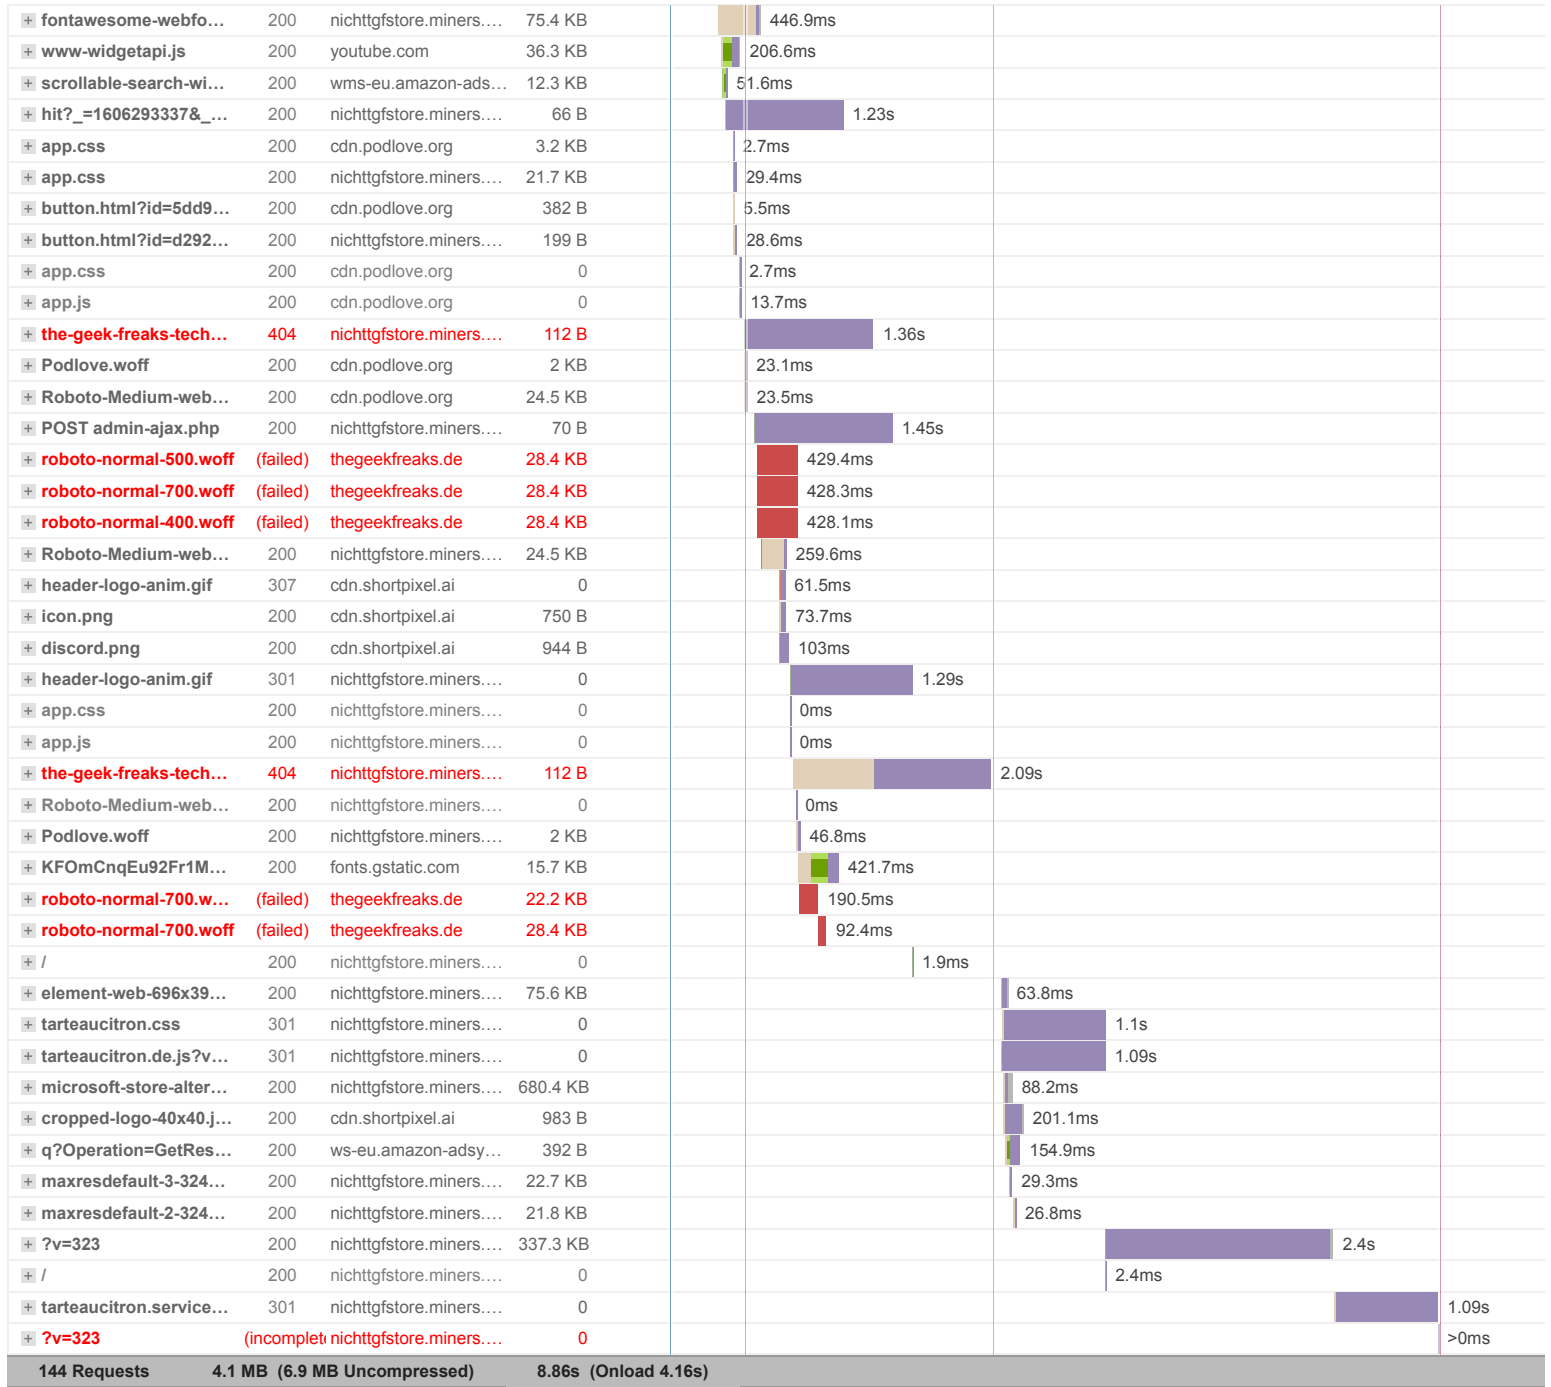 fontawesome-webfo... 200 nichttgfstore.miners.... 75.4 KB 446.9ms
www-widgetapi.js 200 youtube.com 36.3 KB 206.6ms
scrollable-search-wi... 200 wms-eu.amazon-ads... 12.3 KB 51.6ms
hit?_=1606293337&_... 200 nichttgfstore.miners.... 66 B 1.23s
app.css 200 cdn.podlove.org 3.2 KB 2.7ms
app.css 200 nichttgfstore.miners.... 21.7 KB 29.4ms
button.html?id=5dd9... 200 cdn.podlove.org 382 B 5.5ms
button.html?id=d292... 200 nichttgfstore.miners.... 199 B 28.6ms
app.css 200 cdn.podlove.org 0 2.7ms
app.js 200 cdn.podlove.org 0 13.7ms
the-geek-freaks-tech... 404 nichttgfstore.miners.... 112 B 1.36s
Podlove.woff 200 cdn.podlove.org 2 KB 23.1ms
Roboto-Medium-web... 200 cdn.podlove.org 24.5 KB 23.5ms
POST admin-ajax.php 200 nichttgfstore.miners.... 70 B 1.45s
roboto-normal-500.woff (failed) thegeekfreaks.de 28.4 KB 429.4ms
roboto-normal-700.woff (failed) thegeekfreaks.de 28.4 KB 428.3ms
roboto-normal-400.woff (failed) thegeekfreaks.de 28.4 KB 428.1ms
Roboto-Medium-web... 200 nichttgfstore.miners.... 24.5 KB 259.6ms
header-logo-anim.gif 307 cdn.shortpixel.ai 0 61.5ms
icon.png 200 cdn.shortpixel.ai 750 B 73.7ms
discord.png 200 cdn.shortpixel.ai 944 B 103ms
header-logo-anim.gif 301 nichttgfstore.miners.... 0 1.29s
app.css 200 nichttgfstore.miners.... 0 0ms
app.js 200 nichttgfstore.miners.... 0 0ms
the-geek-freaks-tech... 404 nichttgfstore.miners.... 112 B 2.09s
Roboto-Medium-web... 200 nichttgfstore.miners.... 0 0ms
Podlove.woff 200 nichttgfstore.miners.... 2 KB 46.8ms
KFOmCnqEu92Fr1M... 200 fonts.gstatic.com 15.7 KB 421.7ms
roboto-normal-700.w... (failed) thegeekfreaks.de 22.2 KB 190.5ms
roboto-normal-700.woff (failed) thegeekfreaks.de 28.4 KB 92.4ms
/ 200 nichttgfstore.miners.... 0 1.9ms
element-web-696x39... 200 nichttgfstore.miners.... 75.6 KB 63.8ms
tarteaucitron.css 301 nichttgfstore.miners.... 0 1.1s
tarteaucitron.de.js?v... 301 nichttgfstore.miners.... 0 1.09s
microsoft-store-alter... 200 nichttgfstore.miners.... 680.4 KB 88.2ms
cropped-logo-40x40.j... 200 cdn.shortpixel.ai 983 B 201.1ms
q?Operation=GetRes... 200 ws-eu.amazon-adsy... 392 B 154.9ms
maxresdefault-3-324... 200 nichttgfstore.miners.... 22.7 KB 29.3ms
maxresdefault-2-324... 200 nichttgfstore.miners.... 21.8 KB 26.8ms
?v=323 200 nichttgfstore.miners.... 337.3 KB 2.4s
/ 200 nichttgfstore.miners.... 0 2.4ms
tarteaucitron.service... 301 nichttgfstore.miners.... 0 1.09s
?v=323 (incomplet nichttgfstore.miners.... 0 >0ms
144 Requests 4.1 MB (6.9 MB Uncompressed) 8.86s (Onload 4.16s)